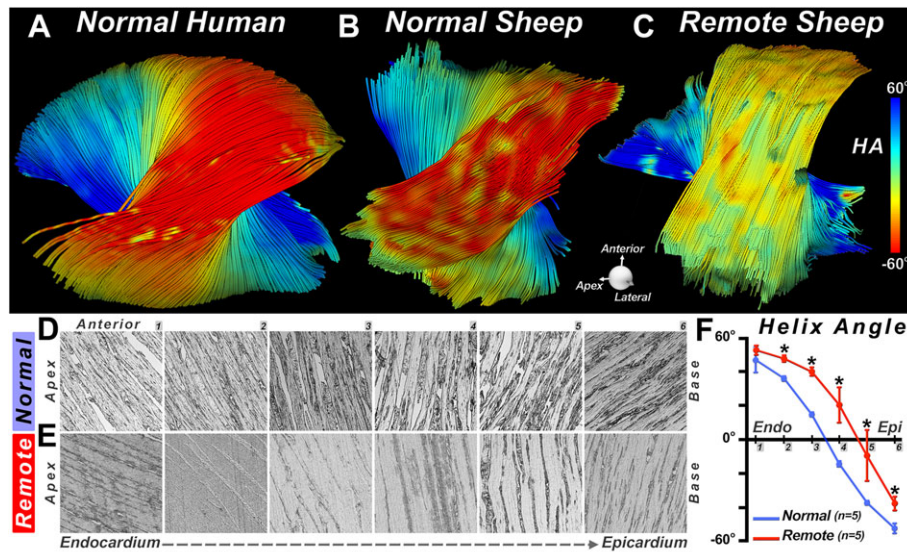 A Normal Human
B Normal Sheep
C Remote Sheep
60°
HA
-60°
Anterior
Apex
Lateral
D Anterior 1 2 3 4 5 6
Normal
Apex
Base
E
Remote
Apex
Base
Endocardium
Epicardium
F Helix Angle
60°
* * * * *
Endo
Epi
0
1 2 3 4 5 6
Normal (n=5)
Remote (n=5)
-60°